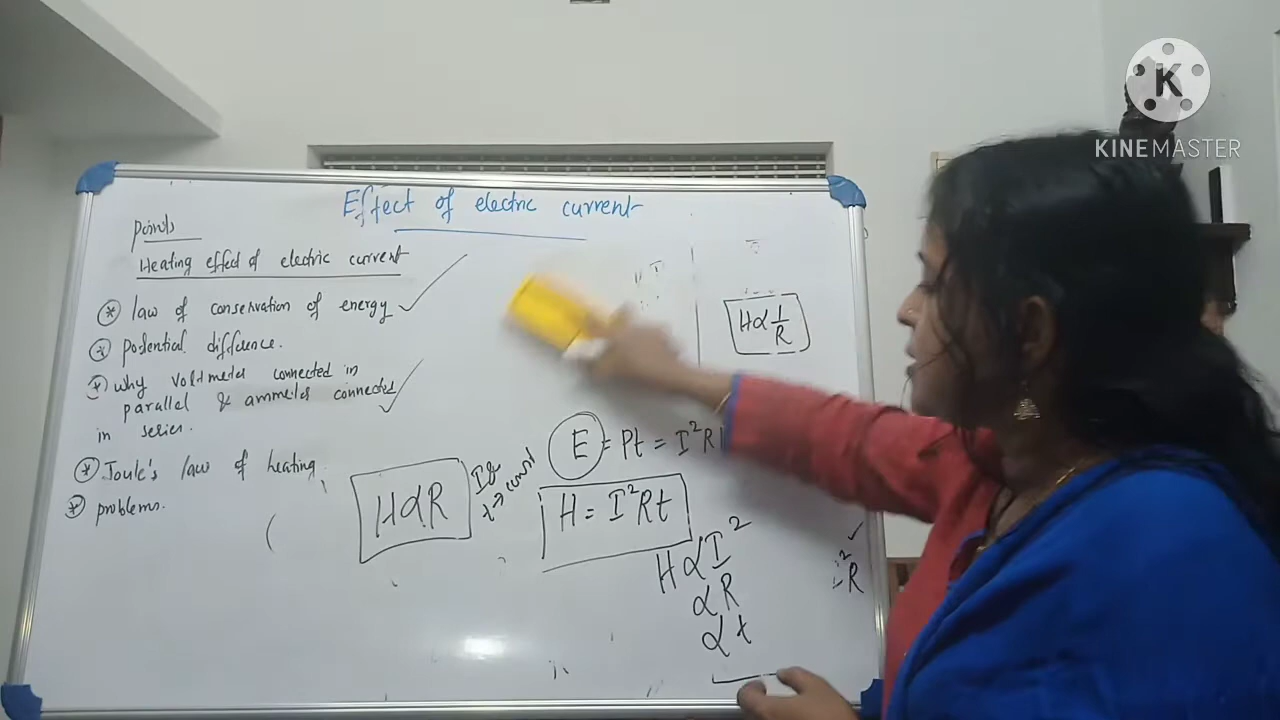 Effect of electric current
Points
Heating effect of electric current
* law of conservation of energy ✓
* potential difference.
* why voltmeter connected in
parallel & ammeter connected ✓
in series.
* Joule's law of heating.
* problems.
H∝R
I &
t → const
E = Pt = I²R
H = I²Rt
H∝I²
∝R
∝t
H∝1/R
R
K
KINEMASTER